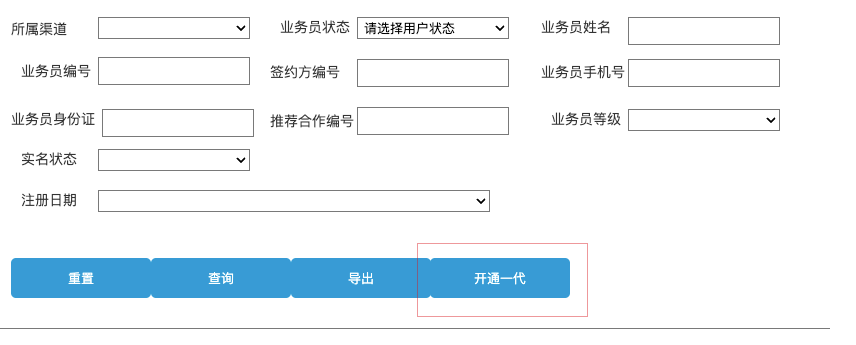 所属渠道 业务员状态 请选择用户状态 业务员姓名
业务员编号 签约方编号 业务员手机号
业务员身份证 推荐合作编号 业务员等级
实名状态
注册日期
重置 查询 导出 开通一代